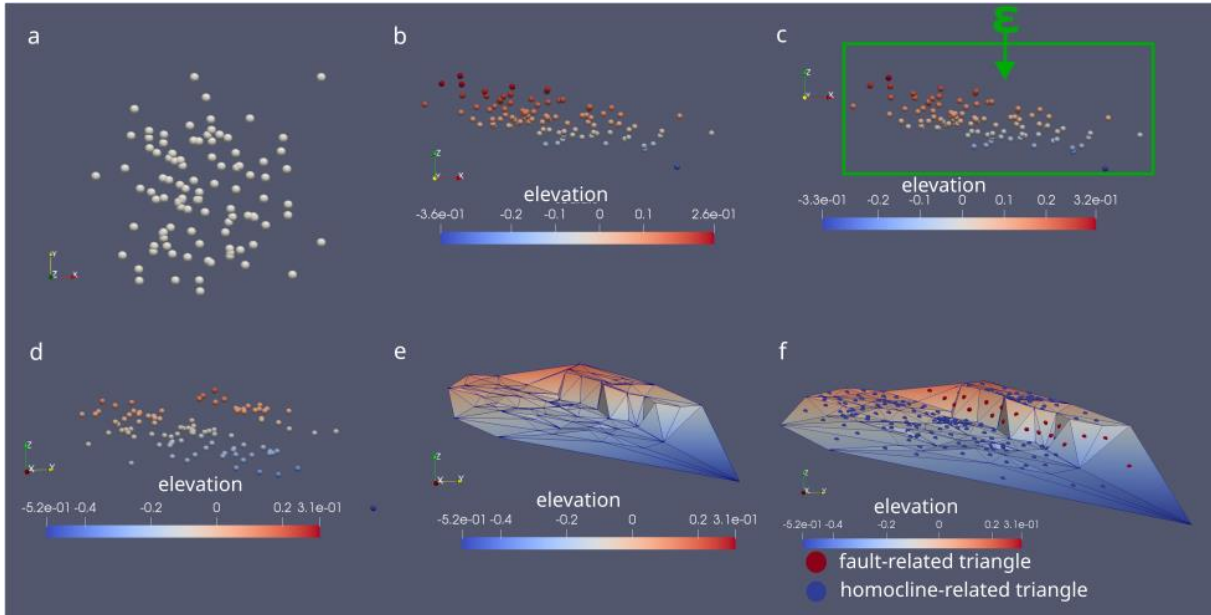 a
b
c
ε
Z
Y X
Z
Y X
Y
Z X
elevation
-3.6e-01 -0.2 -0.1 0 0.1 2.6e-01
elevation
-3.3e-01 -0.2 -0.1 0 0.1 0.2 3.2e-01
d
e
f
Z
X Y
Z
X Y
Z
X Y
elevation
-5.2e-01 -0.4 -0.2 0 0.2 3.1e-01
elevation
-5.2e-01 -0.4 -0.2 0 0.2 3.1e-01
elevation
-5.2e-01 -0.4 -0.2 0 0.2 3.1e-01
fault-related triangle
homocline-related triangle